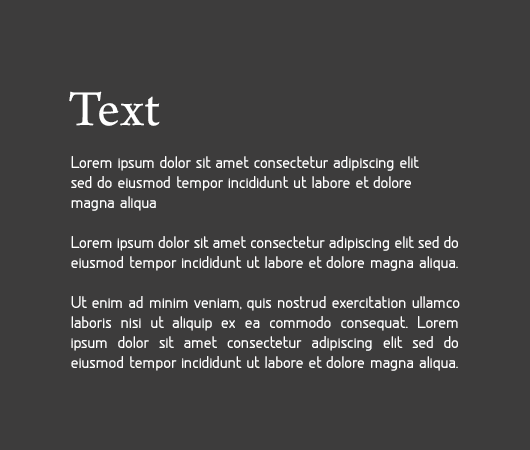 Text
Lorem ipsum dolor sit amet consectetur adipiscing elit
sed do eiusmod tempor incididunt ut labore et dolore
magna aliqua
Lorem ipsum dolor sit amet consectetur adipiscing elit sed do
eiusmod tempor incididunt ut labore et dolore magna aliqua.
Ut enim ad minim veniam, quis nostrud exercitation ullamco
laboris nisi ut aliquip ex ea commodo consequat. Lorem
ipsum dolor sit amet consectetur adipiscing elit sed do
eiusmod tempor incididunt ut labore et dolore magna aliqua.